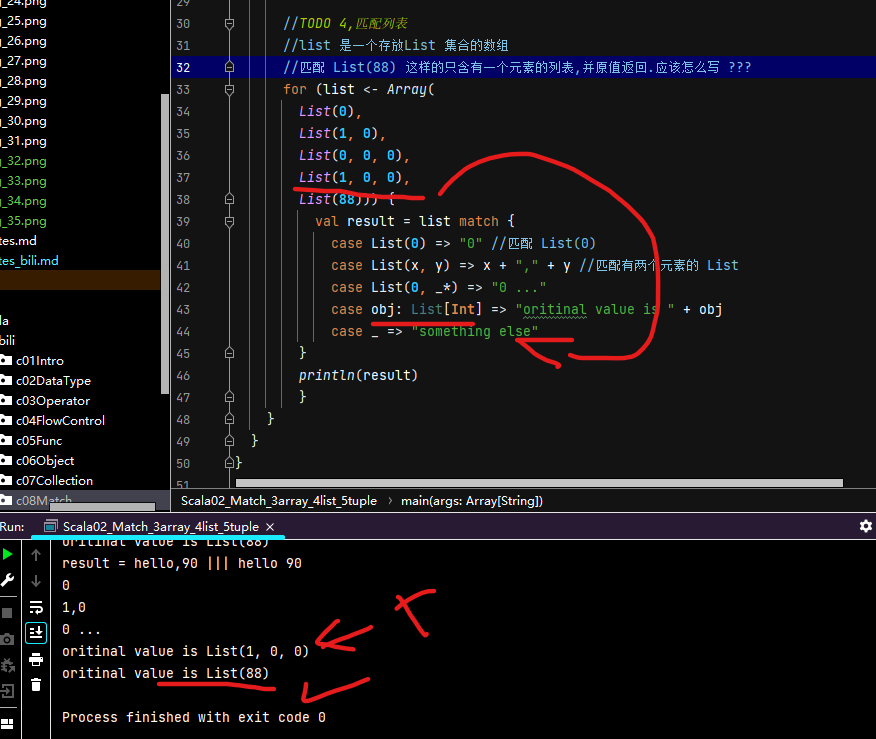 _24.png
_25.png
_26.png
_27.png
_28.png
_29.png
_30.png
_31.png
_32.png
_33.png
_34.png
_35.png
tes.md
tes_bili.md
la
bili
c01Intro
c02DataType
c03Operator
c04FlowControl
c05Func
c06Object
c07Collection
c08Match
29
30 //TODO 4,匹配列表
31 //list 是一个存放List 集合的数组
32 //匹配 List(88) 这样的只含有一个元素的列表,并原值返回.应该怎么写 ???
33 for (list <- Array(
34 List(0),
35 List(1, 0),
36 List(0, 0, 0),
37 List(1, 0, 0),
38 List(88))) {
39 val result = list match {
40 case List(0) => "0" //匹配 List(0)
41 case List(x, y) => x + "," + y //匹配有两个元素的 List
42 case List(0, _*) => "0 ..."
43 case obj: List[Int] => "oritinal value is " + obj
44 case _ => "something else"
45 }
46 println(result)
47 }
48 }
49 }
50 }
51
Scala02_Match_3array_4list_5tuple › main(args: Array[String])
Run: Scala02_Match_3array_4list_5tuple ×
oritinal value is List(88)
result = hello,90 ||| hello 90
0
1,0
0 ...
oritinal value is List(1, 0, 0)
oritinal value is List(88)
Process finished with exit code 0